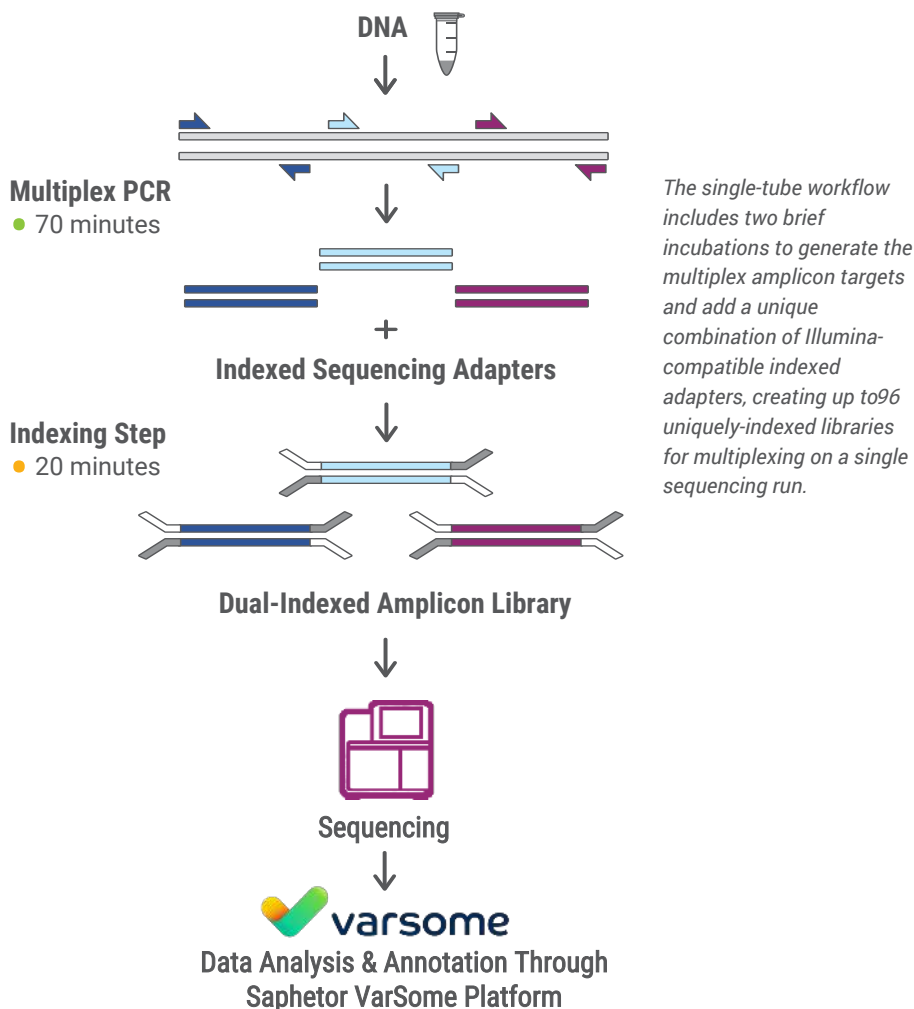 DNA
Multiplex PCR
• 70 minutes
The single-tube workflow
includes two brief
incubations to generate the
multiplex amplicon targets
and add a unique
combination of Illumina-
compatible indexed
adapters, creating up to96
uniquely-indexed libraries
for multiplexing on a single
sequencing run.
+
Indexed Sequencing Adapters
Indexing Step
• 20 minutes
Dual-Indexed Amplicon Library
Sequencing
varsome
Data Analysis & Annotation Through
Saphetor VarSome Platform